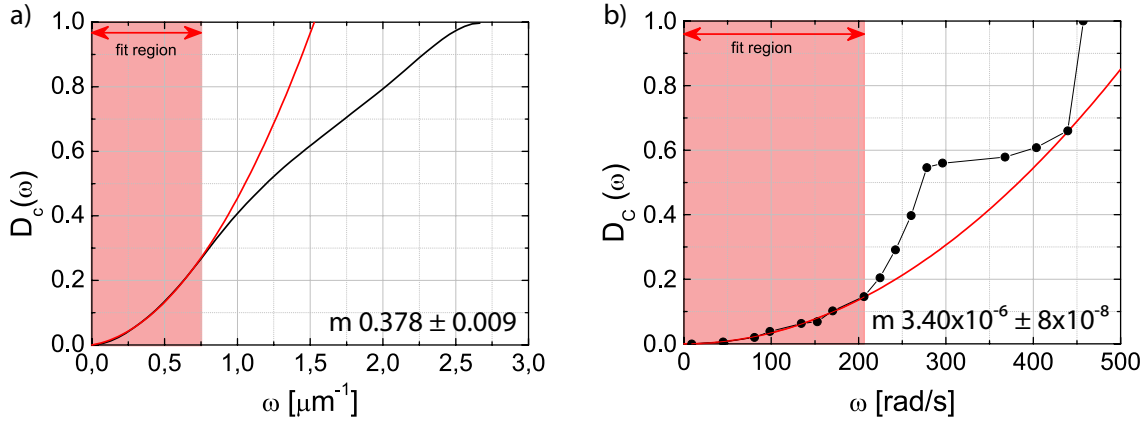 a)
fit region
D_c(ω)
1.0
0.8
0.6
0.4
0.2
0.0
m 0.378 ± 0.009
0,0 0,5 1,0 1,5 2,0 2,5 3,0
ω [μm⁻¹]
b)
fit region
D_c (ω)
1.0
0.8
0.6
0.4
0.2
0.0
m 3.40x10⁻⁶ ± 8x10⁻⁸
0 100 200 300 400 500
ω [rad/s]